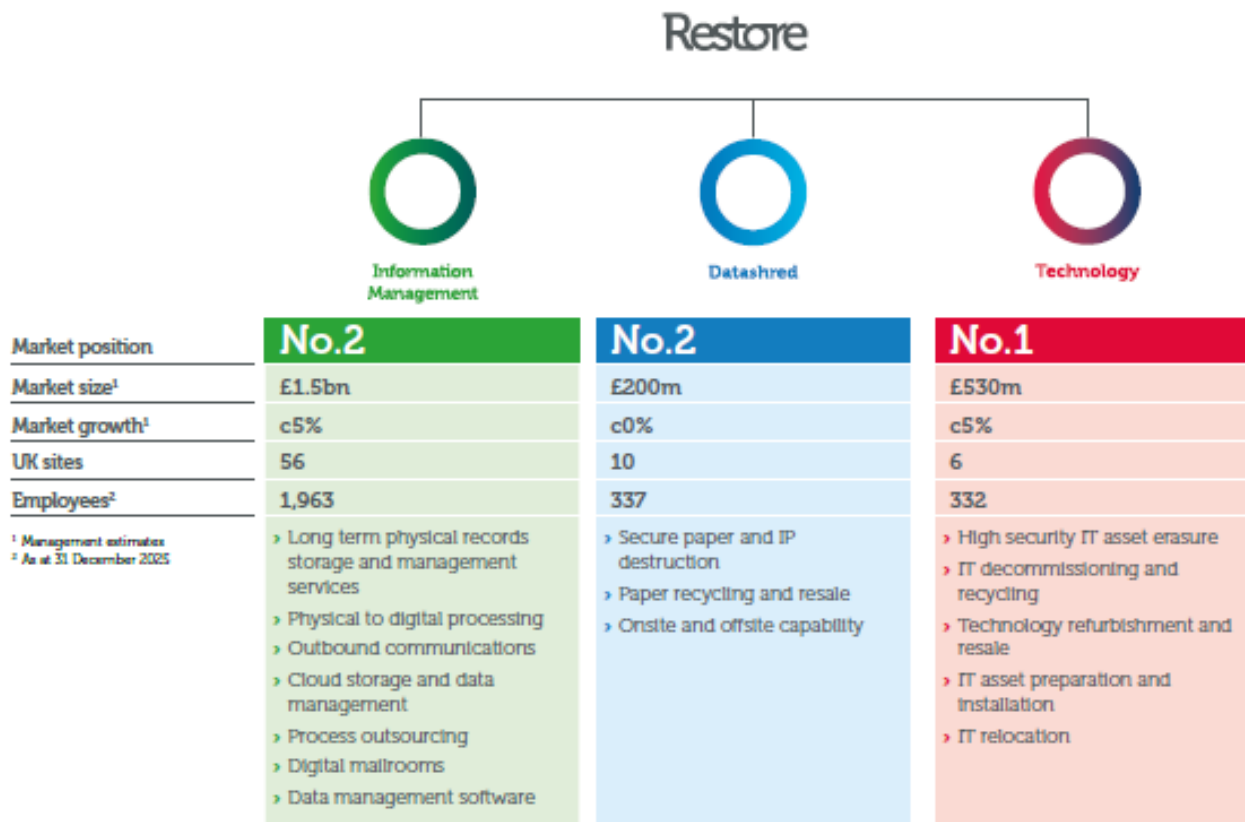 Restore
Information
Management
Datashred
Technology
Market position
No.2
No.2
No.1
Market size¹
£1.5bn
£200m
£530m
Market growth¹
c5%
c0%
c5%
UK sites
56
10
6
Employees²
1,963
337
332
¹ Management estimates
² As at 31 December 2025
› Long term physical records
storage and management
services
› Physical to digital processing
› Outbound communications
› Cloud storage and data
management
› Process outsourcing
› Digital mailrooms
› Data management software
› Secure paper and IP
destruction
› Paper recycling and resale
› Onsite and offsite capability
› High security IT asset erasure
› IT decommissioning and
recycling
› Technology refurbishment and
resale
› IT asset preparation and
installation
› IT relocation